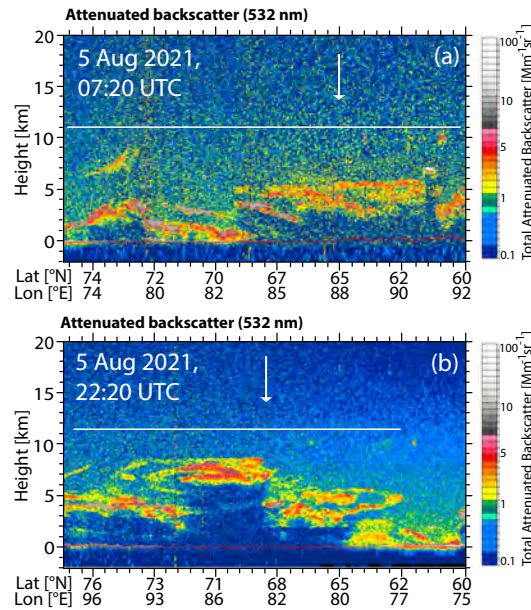 Attenuated backscatter (532 nm)
20
15
10
5
0
Height [km]
5 Aug 2021,
07:20 UTC
(a)
Lat [°N] 74 72 70 67 65 62 60
Lon [°E] 74 80 82 85 88 90 92
100
10
1
0.1
Total Attenuated Backscatter [Mm⁻¹sr⁻¹]
Attenuated backscatter (532 nm)
20
15
10
5
0
Height [km]
5 Aug 2021,
22:20 UTC
(b)
Lat [°N] 76 73 71 68 65 62 60
Lon [°E] 96 93 86 82 80 77 75
100
10
1
0.1
Total Attenuated Backscatter [Mm⁻¹sr⁻¹]